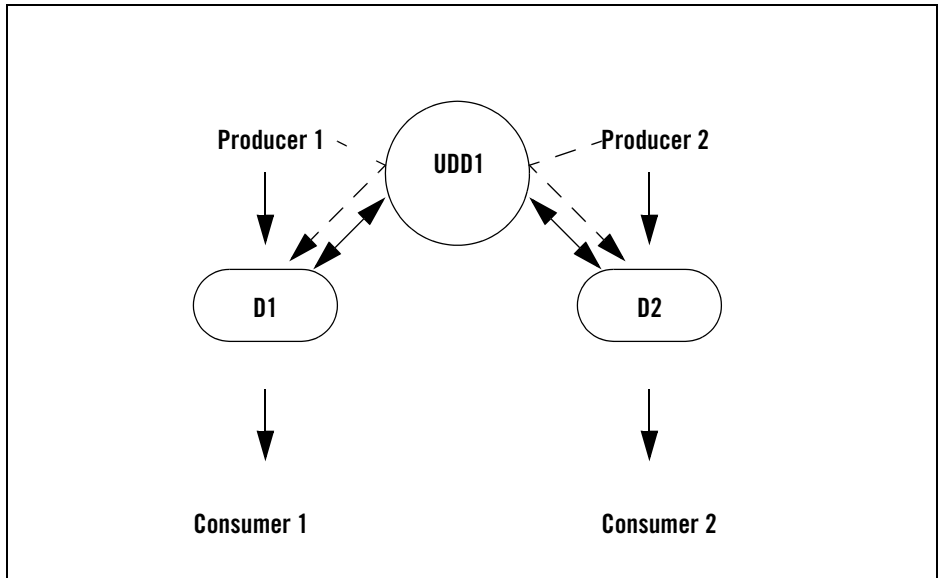 Producer 1
UDD1
Producer 2
D1
D2
Consumer 1
Consumer 2